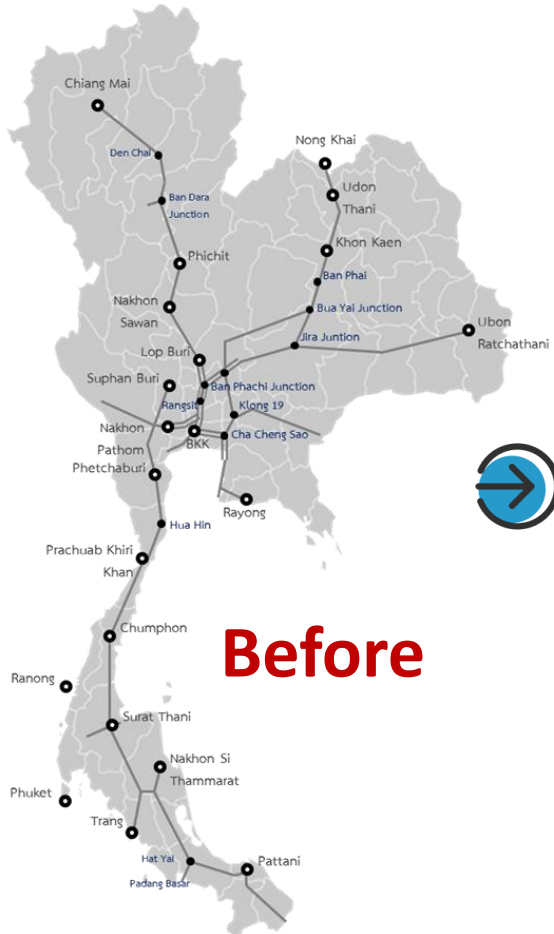 Chiang Mai
Nong Khai
Den Chai
Udon
Thani
Ban Dara
Junction
Khon Kaen
Phichit
Ban Phai
Nakhon
Sawan
Bua Yai Junction
Ubon
Ratchathani
Jira Juntion
Lop Buri
Suphan Buri
Ban Phachi Junction
Rangsit
Klong 19
Nakhon
Pathom
BKK
Cha Cheng Sao
Phetchaburi
Rayong
Hua Hin
Prachuab Khiri
Khan
Chumphon
Before
Ranong
Surat Thani
Nakhon Si
Thammarat
Phuket
Trang
Hat Yai
Pattani
Padang Basar